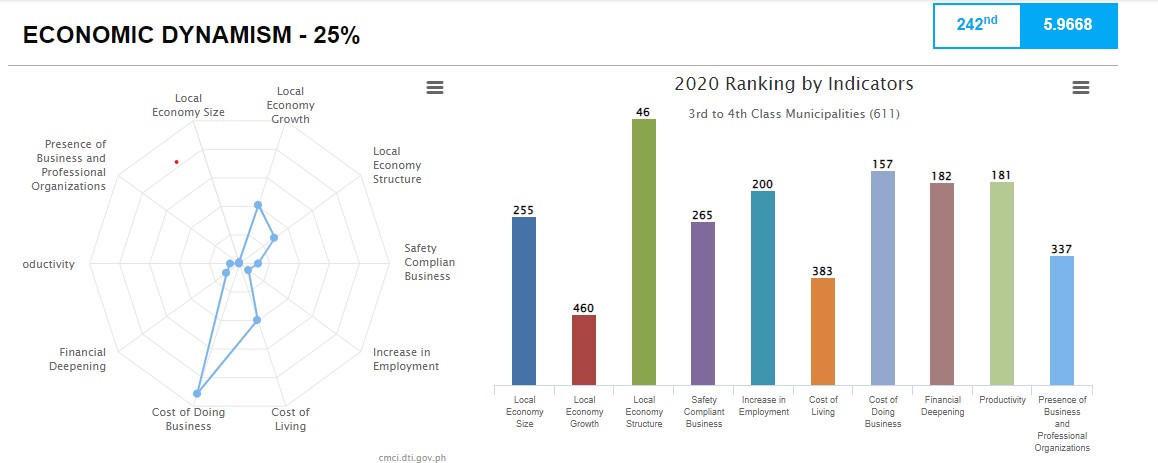 ECONOMIC DYNAMISM - 25%
242nd
5.9668
Local
Economy Size
Local
Economy
Growth
Local
Economy
Structure
Safety
Complian
Business
Increase in
Employment
Cost of
Living
Cost of Doing
Business
Financial
Deepening
oductivity
Presence of
Business and
Professional
Organizations
cmci.dti.gov.ph
2020 Ranking by Indicators
3rd to 4th Class Municipalities (611)
255
460
46
265
200
383
157
182
181
337
Local
Economy
Size
Local
Economy
Growth
Local
Economy
Structure
Safety
Compliant
Business
Increase in
Employment
Cost of
Living
Cost of
Doing
Business
Financial
Deepening
Productivity
Presence of
Business
and
Professional
Organizations